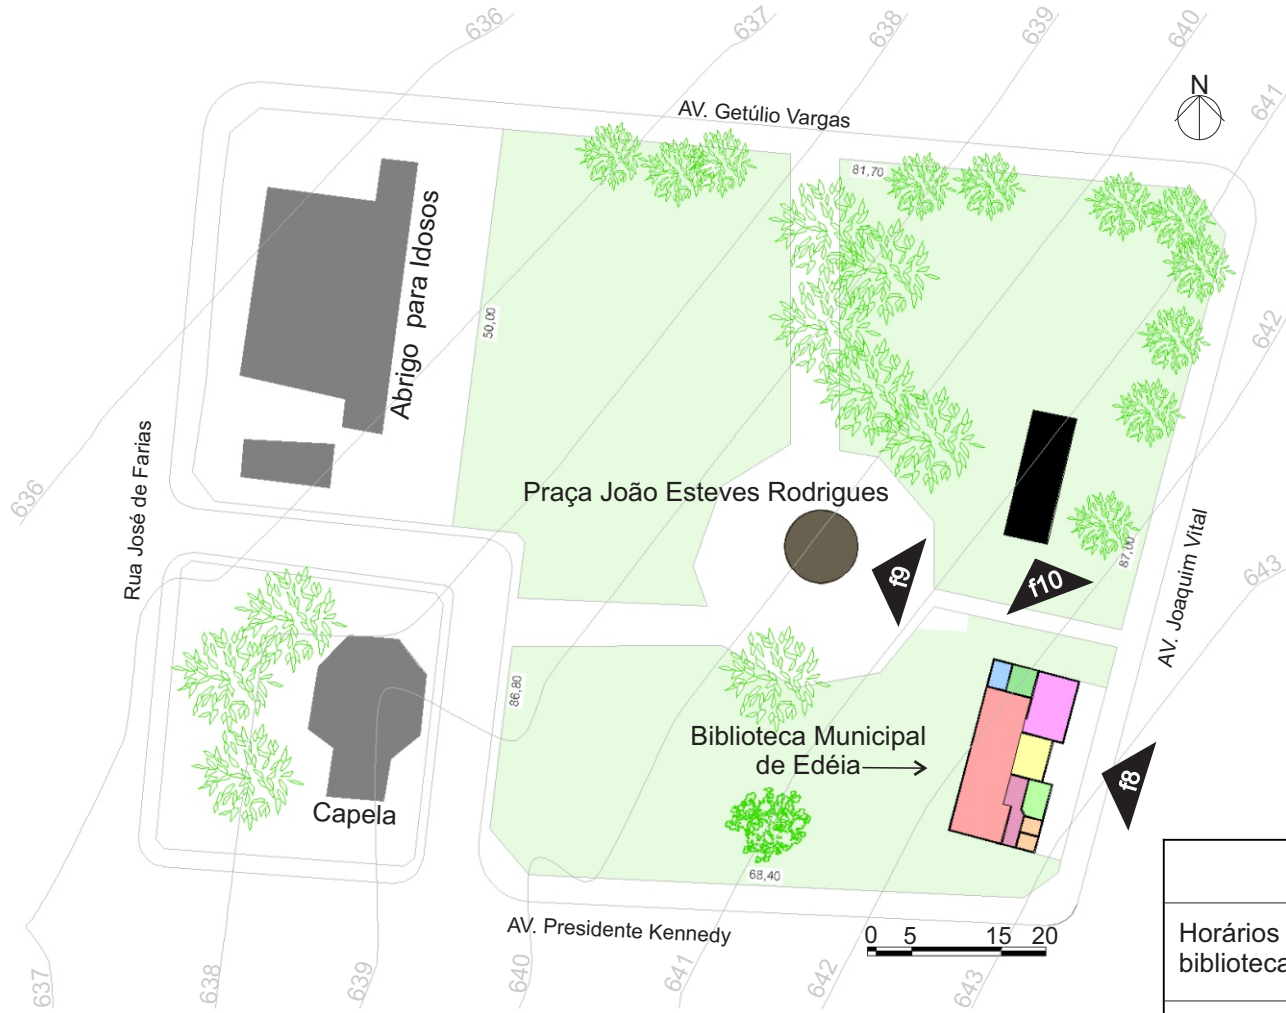 636
637
638
639
640
N
641
AV. Getúlio Vargas
81,70
Abrigo para Idosos
50,00
642
Rua José de Farias
636
Praça João Esteves Rodrigues
f9
f10
87,00
AV. Joaquim Vital
643
86,80
Biblioteca Municipal
de Edéia
f8
Capela
68,40
AV. Presidente Kennedy
0 5 15 20
Horários
biblioteca
637
638
639
640
641
642
643